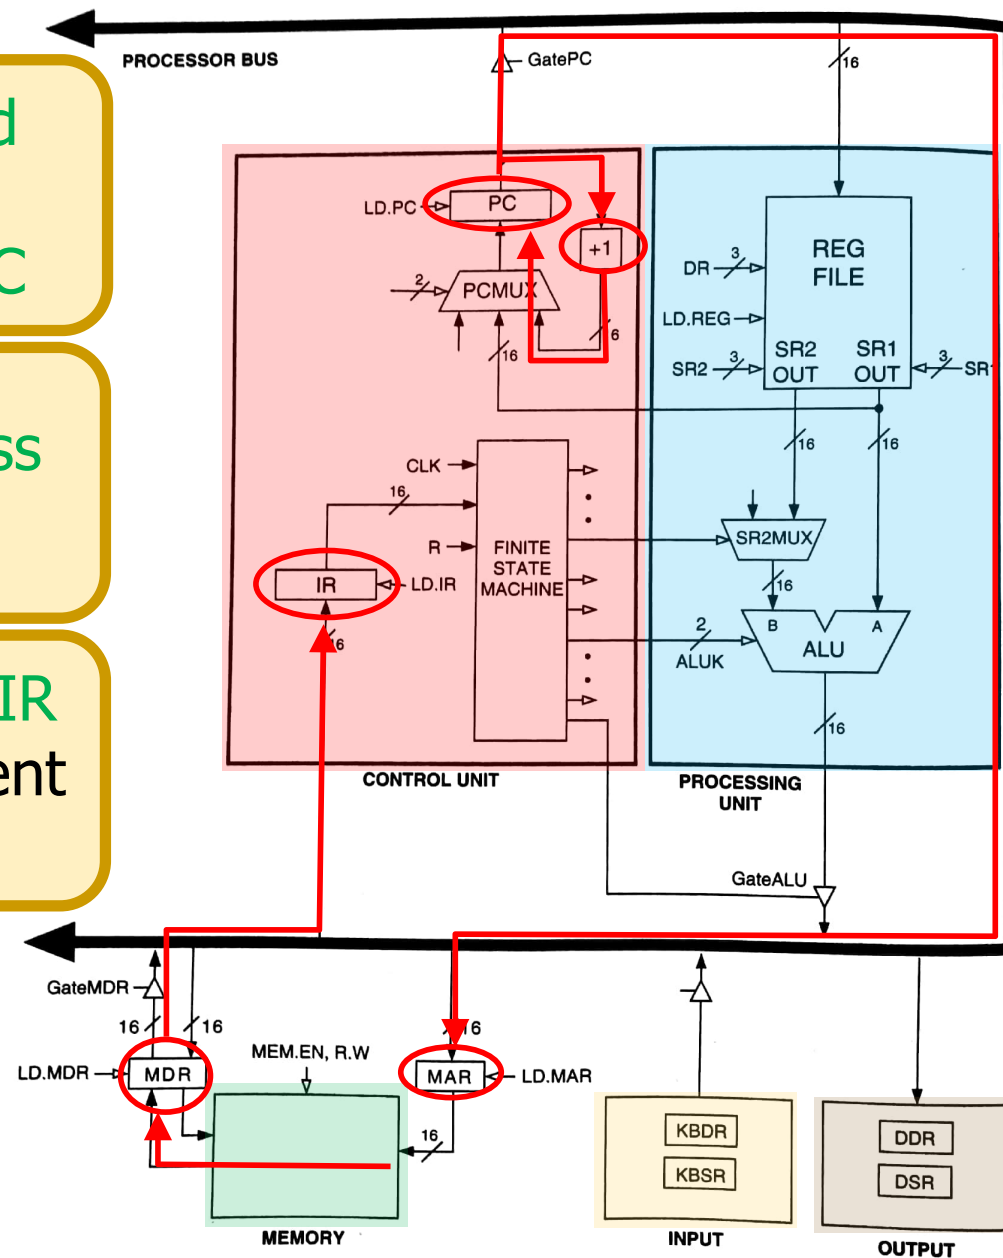 PROCESSOR BUS
GatePC
16
d
C
ss
IR
ent
LD.PC
PC
+1
2
PCMUX
16
6
REG
FILE
DR
3
LD.REG
SR2
3
SR2
OUT
SR1
OUT
3
SR1
16
16
CLK
16
R
FINITE
STATE
MACHINE
IR
LD.IR
16
SR2MUX
16
B
A
ALU
2
ALUK
16
CONTROL UNIT
PROCESSING
UNIT
GateALU
GateMDR
16
16
16
MEM.EN, R.W
LD.MDR
MDR
MAR
LD.MAR
16
KBDR
KBSR
DDR
DSR
MEMORY
INPUT
OUTPUT